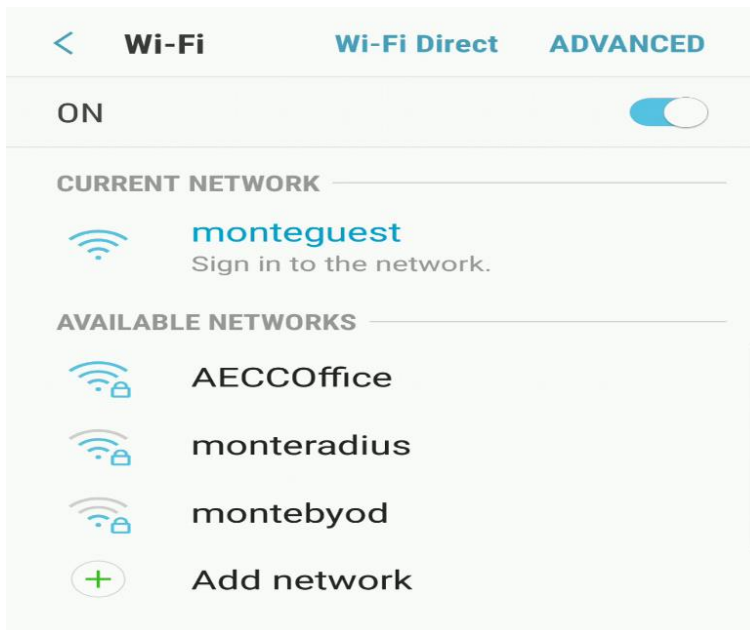 Wi-Fi Wi-Fi Direct ADVANCED
ON
CURRENT NETWORK
monteguest
Sign in to the network.
AVAILABLE NETWORKS
AECCOffice
monteradius
montebyod
Add network